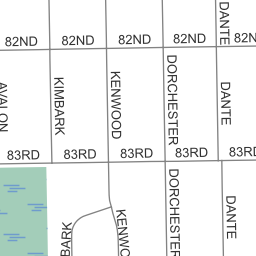 DANTE
82ND 82ND 82ND 82ND 82N
AVALON KIMBARK KENWOOD DORCHESTER DANTE
83RD 83RD 83RD 83RD 83RD
BARK KENWO DORCHESTER DANTE